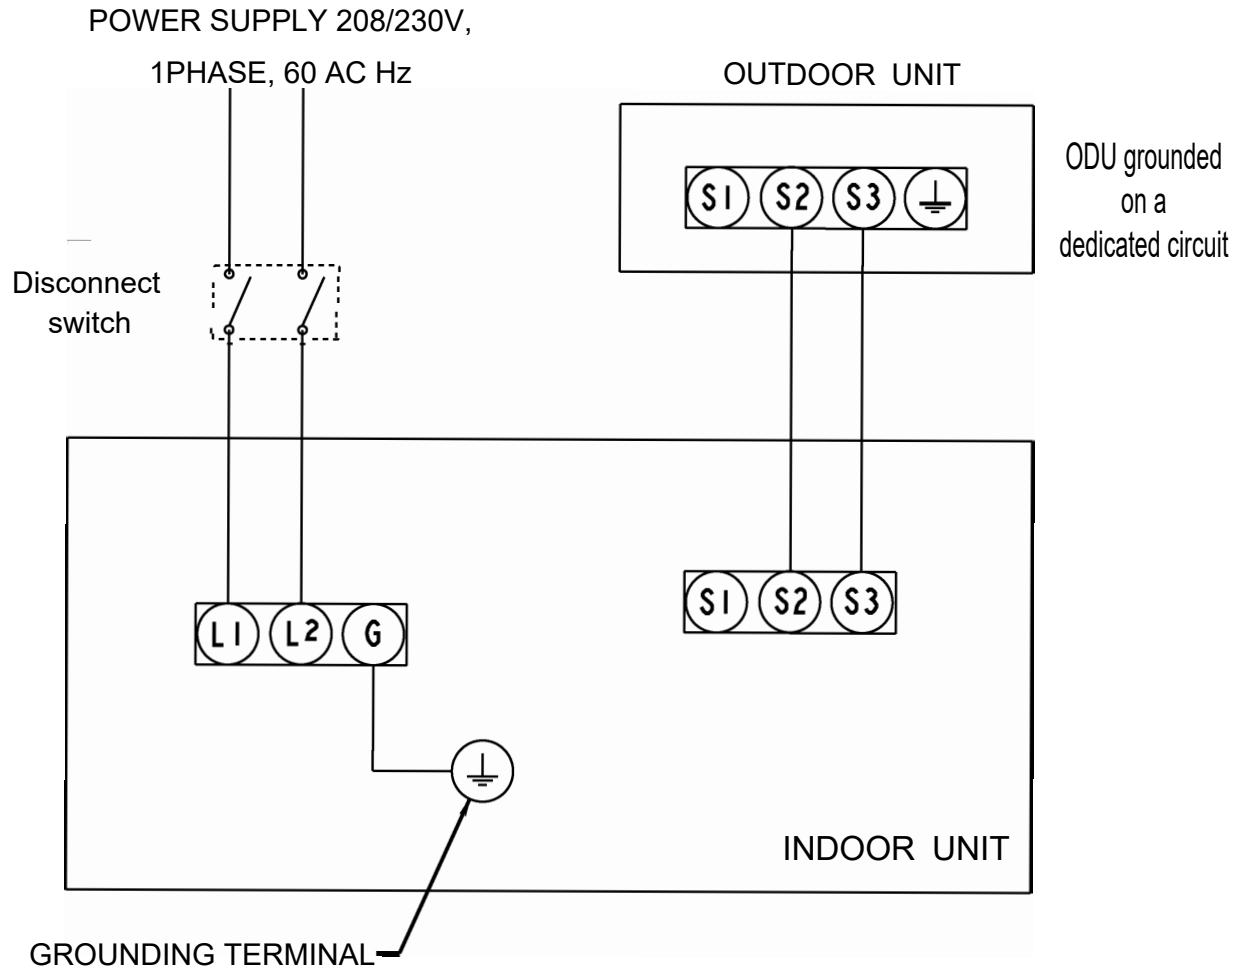 POWER SUPPLY 208/230V,
1PHASE, 60 AC Hz
OUTDOOR UNIT
S1 S2 S3
ODU grounded
on a
dedicated circuit
Disconnect
switch
L1 L2 G
S1 S2 S3
INDOOR UNIT
GROUNDING TERMINAL